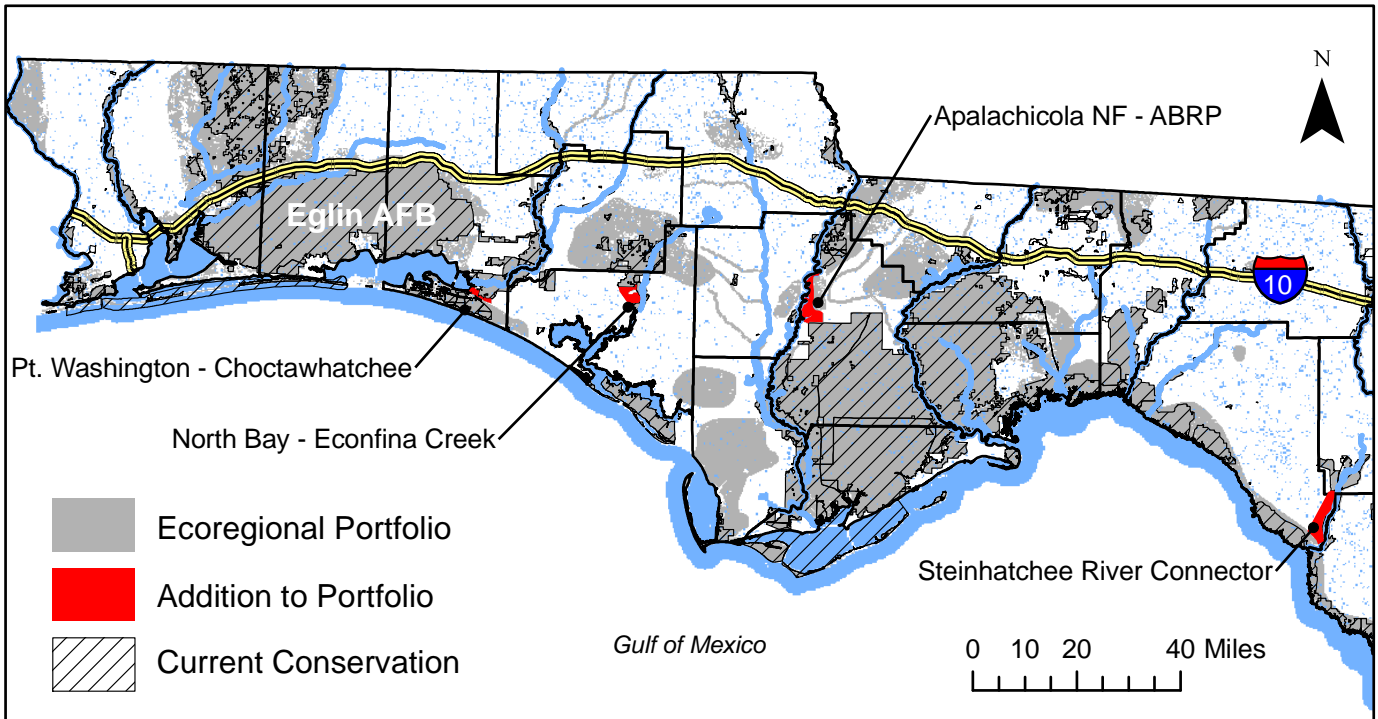 N
Apalachicola NF - ABRP
Eglin AFB
10
Pt. Washington - Choctawhatchee
North Bay - Econfina Creek
Ecoregional Portfolio
Addition to Portfolio
Current Conservation
Steinhatchee River Connector
Gulf of Mexico
0 10 20 40 Miles